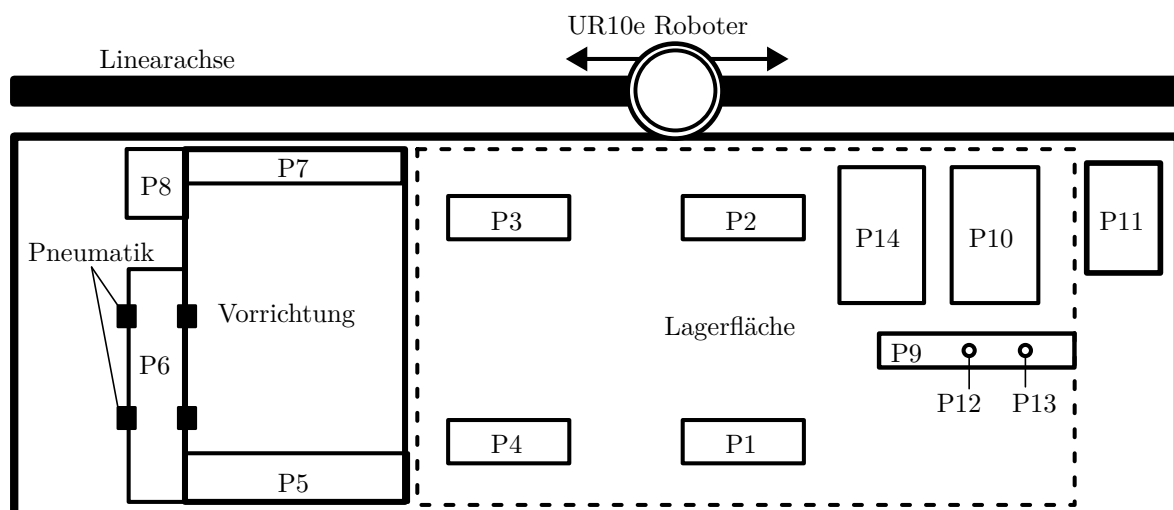 UR10e Roboter
Linearachse
P7
P8
P3
P2
P14
P10
P11
Pneumatik
Vorrichtung
Lagerfläche
P6
P9
P12
P13
P4
P1
P5